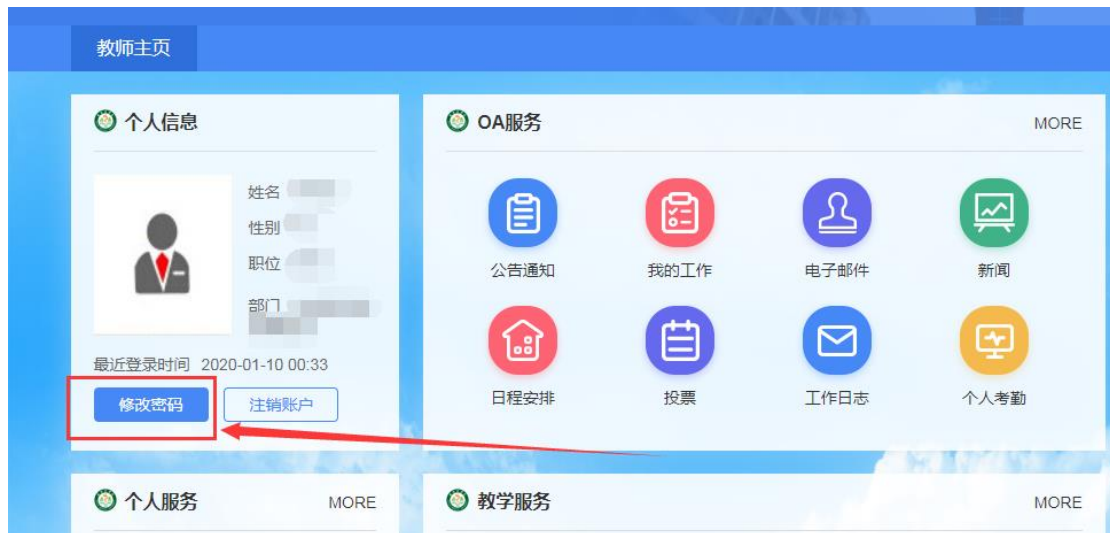 教师主页
个人信息
姓名
性别
职位
部门
最近登录时间 2020-01-10 00:33
修改密码 注销账户
OA服务 MORE
公告通知 我的工作 电子邮件 新闻
日程安排 投票 工作日志 个人考勤
个人服务 MORE
教学服务 MORE